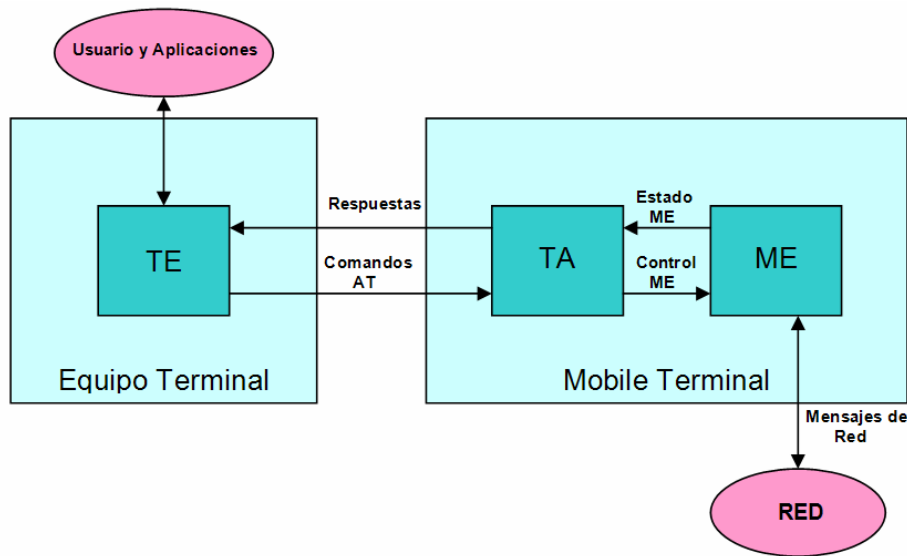 Usuario y Aplicaciones
Respuestas
Estado
ME
TE
TA
ME
Comandos
AT
Control
ME
Equipo Terminal
Mobile Terminal
Mensajes de
Red
RED